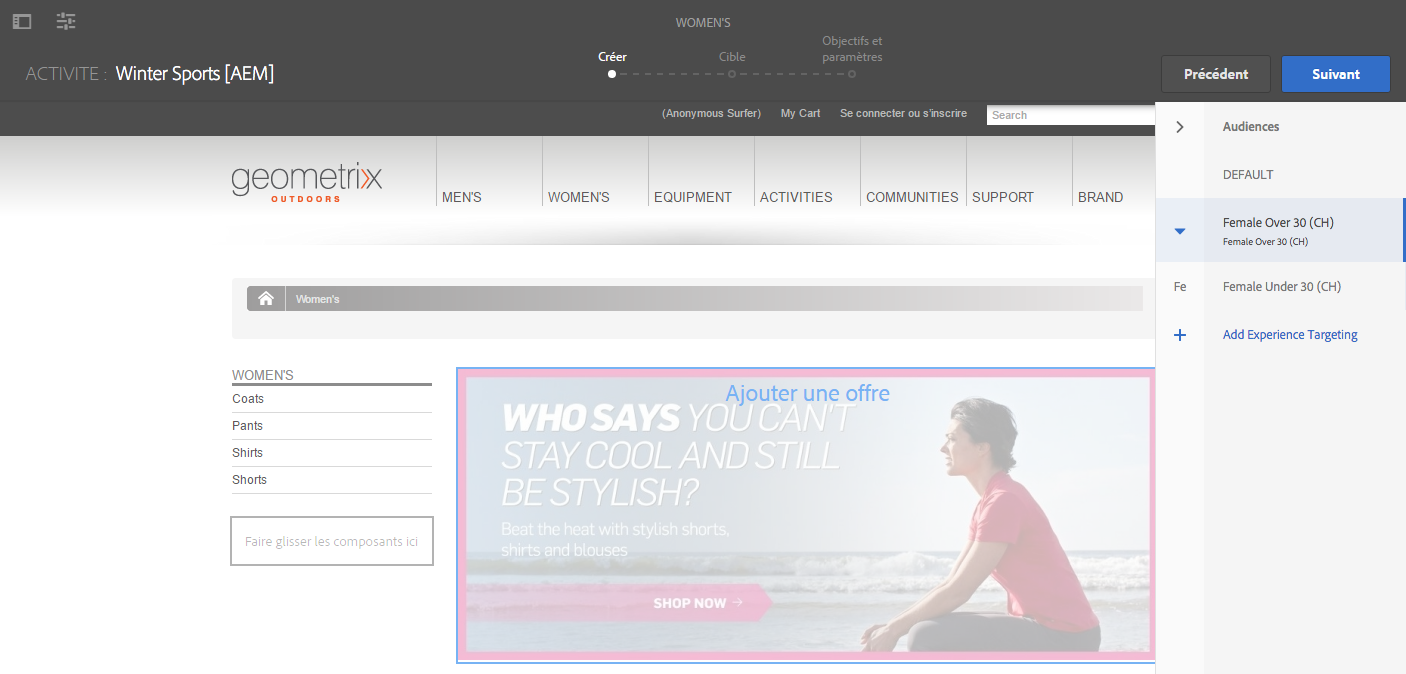 WOMEN'S
Créer
Cible
Objectifs et
paramètres
ACTIVITE : Winter Sports [AEM]
Précédent
Suivant
(Anonymous Surfer) My Cart Se connecter ou s'inscrire
Search
geometrixx
OUTDOORS
MEN'S WOMEN'S EQUIPMENT ACTIVITIES COMMUNITIES SUPPORT BRAND
Women's
WOMEN'S
Coats
Pants
Shirts
Shorts
Faire glisser les composants ici
Ajouter une offre
WHO SAYS YOU CAN'T
STAY COOL AND STILL
BE STYLISH?
Beat the heat with stylish shorts,
shirts and blouses
SHOP NOW →
Audiences
DEFAULT
Female Over 30 (CH)
Female Over 30 (CH)
Fe Female Under 30 (CH)
Add Experience Targeting